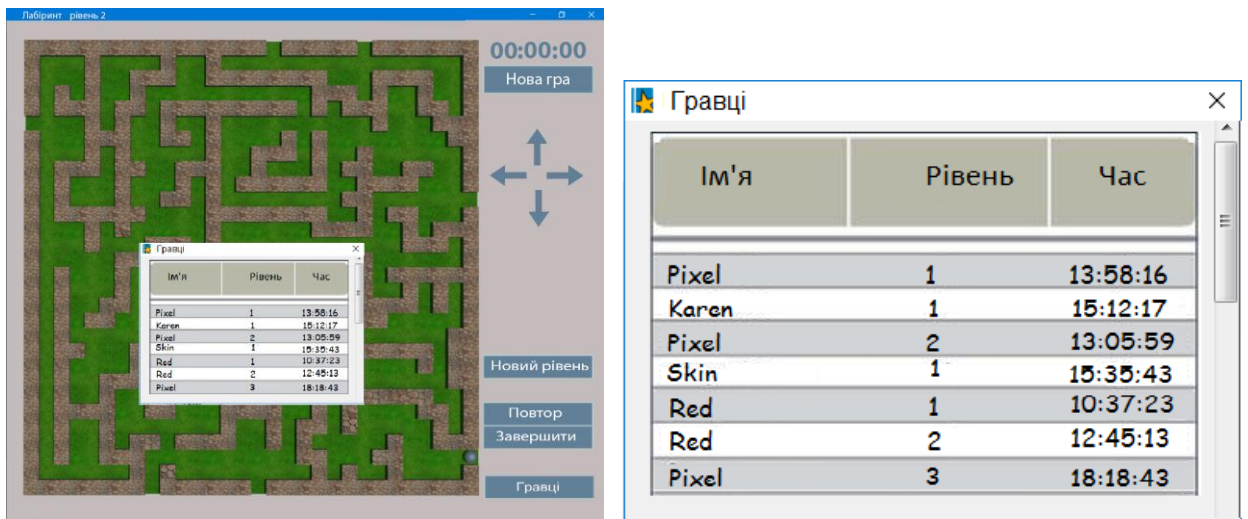 Лабіринт рівень 2
00:00:00
Нова гра
Гравці
Ім'я Рівень Час
Pixel 1 13:58:16
Karen 1 15:12:17
Pixel 2 13:05:59
Skin 1 15:35:43
Red 1 10:37:23
Red 2 12:45:13
Pixel 3 18:18:43
Новий рівень
Повтор
Завершити
Гравці
Гравці
Ім'я Рівень Час
Pixel 1 13:58:16
Karen 1 15:12:17
Pixel 2 13:05:59
Skin 1 15:35:43
Red 1 10:37:23
Red 2 12:45:13
Pixel 3 18:18:43